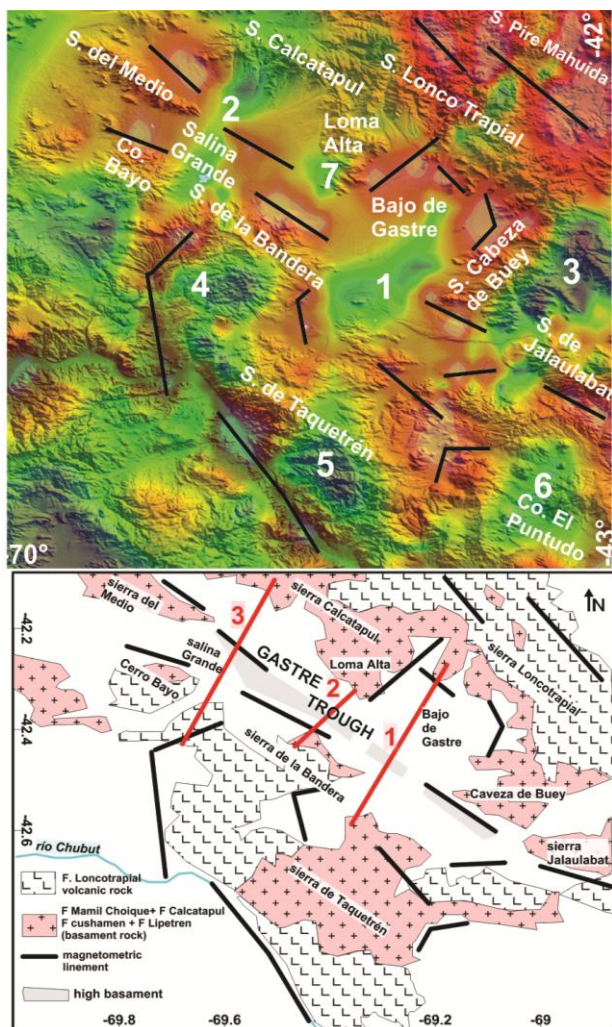 -42°
S. Pire Mahuida
S. Calcatapul
S. del Medio
S. Lonco Trapial
2
Loma
Alta
Salina
Grande
Co.
Bayo
7
Bajo de
Gastre
S. de la Bandera
S. Cabeza
de Buey
3
4
1
S. de
Jalaulabat
S. de Taquetrén
5
6
Co. El
Puntudo
-70°
-43°
sierra del
Medio
sierra Calcatapul
N
-42.2
3
salina
Grande
GASTRE
TROUGH
Loma Alta
sierra Loncotrapial
Cerro Bayo
2
1
Bajo
de
Gastre
-42.4
sierra de la Bandera
Caveza de Buey
-42.6
río Chubut
sierra
Jalaulabat
sierra de Taquetrén
F. Loncotrapial
volcanic rock
F Mamil Choique+ F Calcatapul
F cushamen + F Lipetren
(basament rock)
magnetometric
linement
high basament
-69.8
-69.6
-69.2
-69